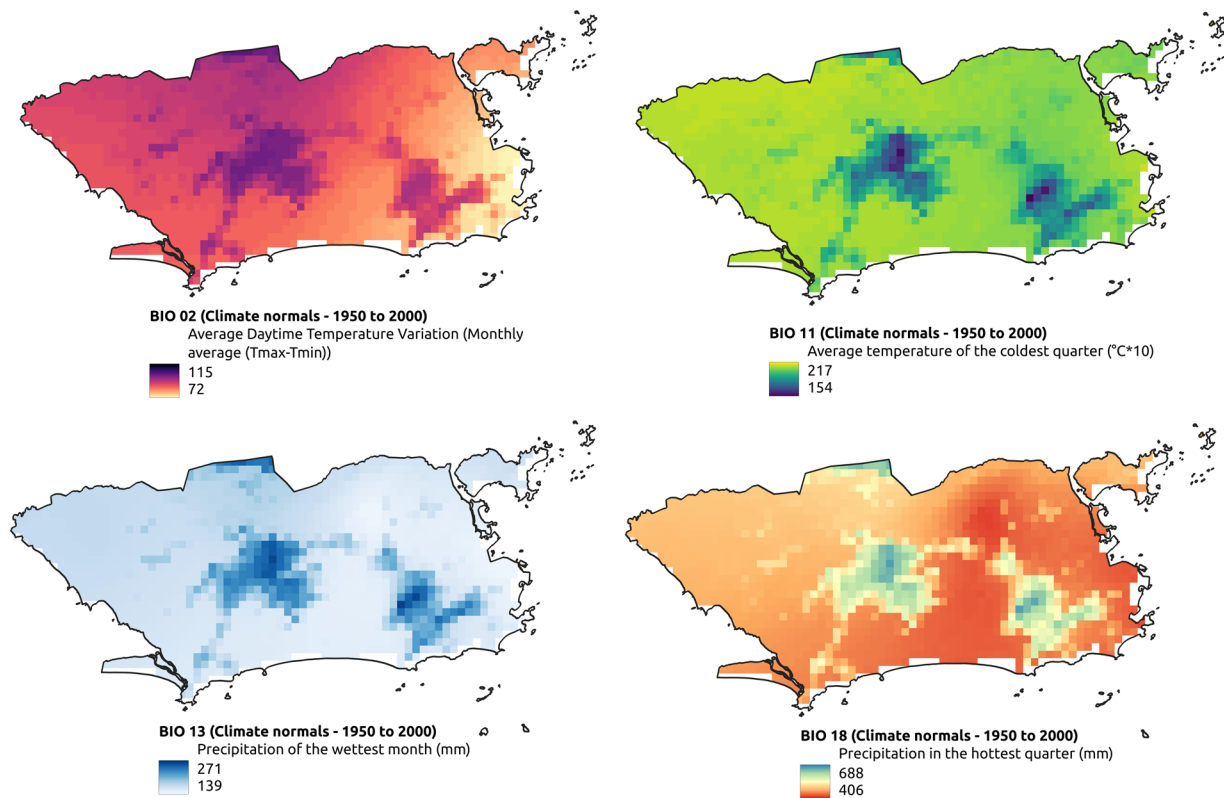 BIO 02 (Climate normals - 1950 to 2000)
Average Daytime Temperature Variation (Monthly
average (Tmax-Tmin))
115
72
BIO 11 (Climate normals - 1950 to 2000)
Average temperature of the coldest quarter (°C*10)
217
154
BIO 13 (Climate normals - 1950 to 2000)
Precipitation of the wettest month (mm)
271
139
BIO 18 (Climate normals - 1950 to 2000)
Precipitation in the hottest quarter (mm)
688
406